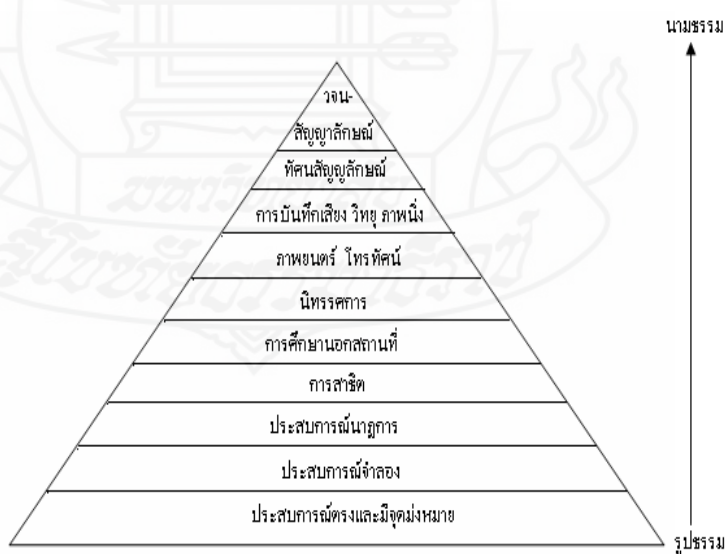 นามธรรม
วจน-
สัญญาลักษณ์
ทัศนสัญญลักษณ์
การบันทึกเสียง วิทยุ ภาพนิ่ง
ภาพยนตร์ โทรทัศน์
นิทรรศการ
การศึกษานอกสถานที่
การสาธิต
ประสบการณ์นาฏการ
ประสบการณ์จำลอง
ประสบการณ์ตรงและมีจุดมุ่งหมาย
รูปธรรม